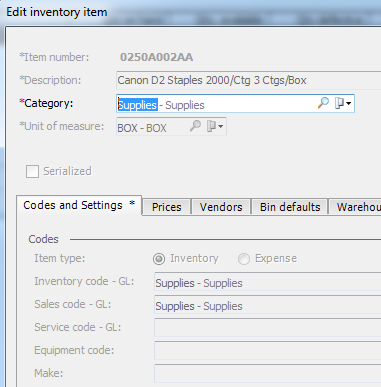 Edit inventory item
*Item number: 0250A002AA
*Description: Canon D2 Staples 2000/Ctg 3 Ctgs/Box
*Category: Supplies - Supplies
*Unit of measure: BOX - BOX
Serialized
Codes and Settings * Prices Vendors Bin defaults Warehou
Codes
Item type: Inventory Expense
Inventory code - GL: Supplies - Supplies
Sales code - GL: Supplies - Supplies
Service code - GL:
Equipment code:
Make: